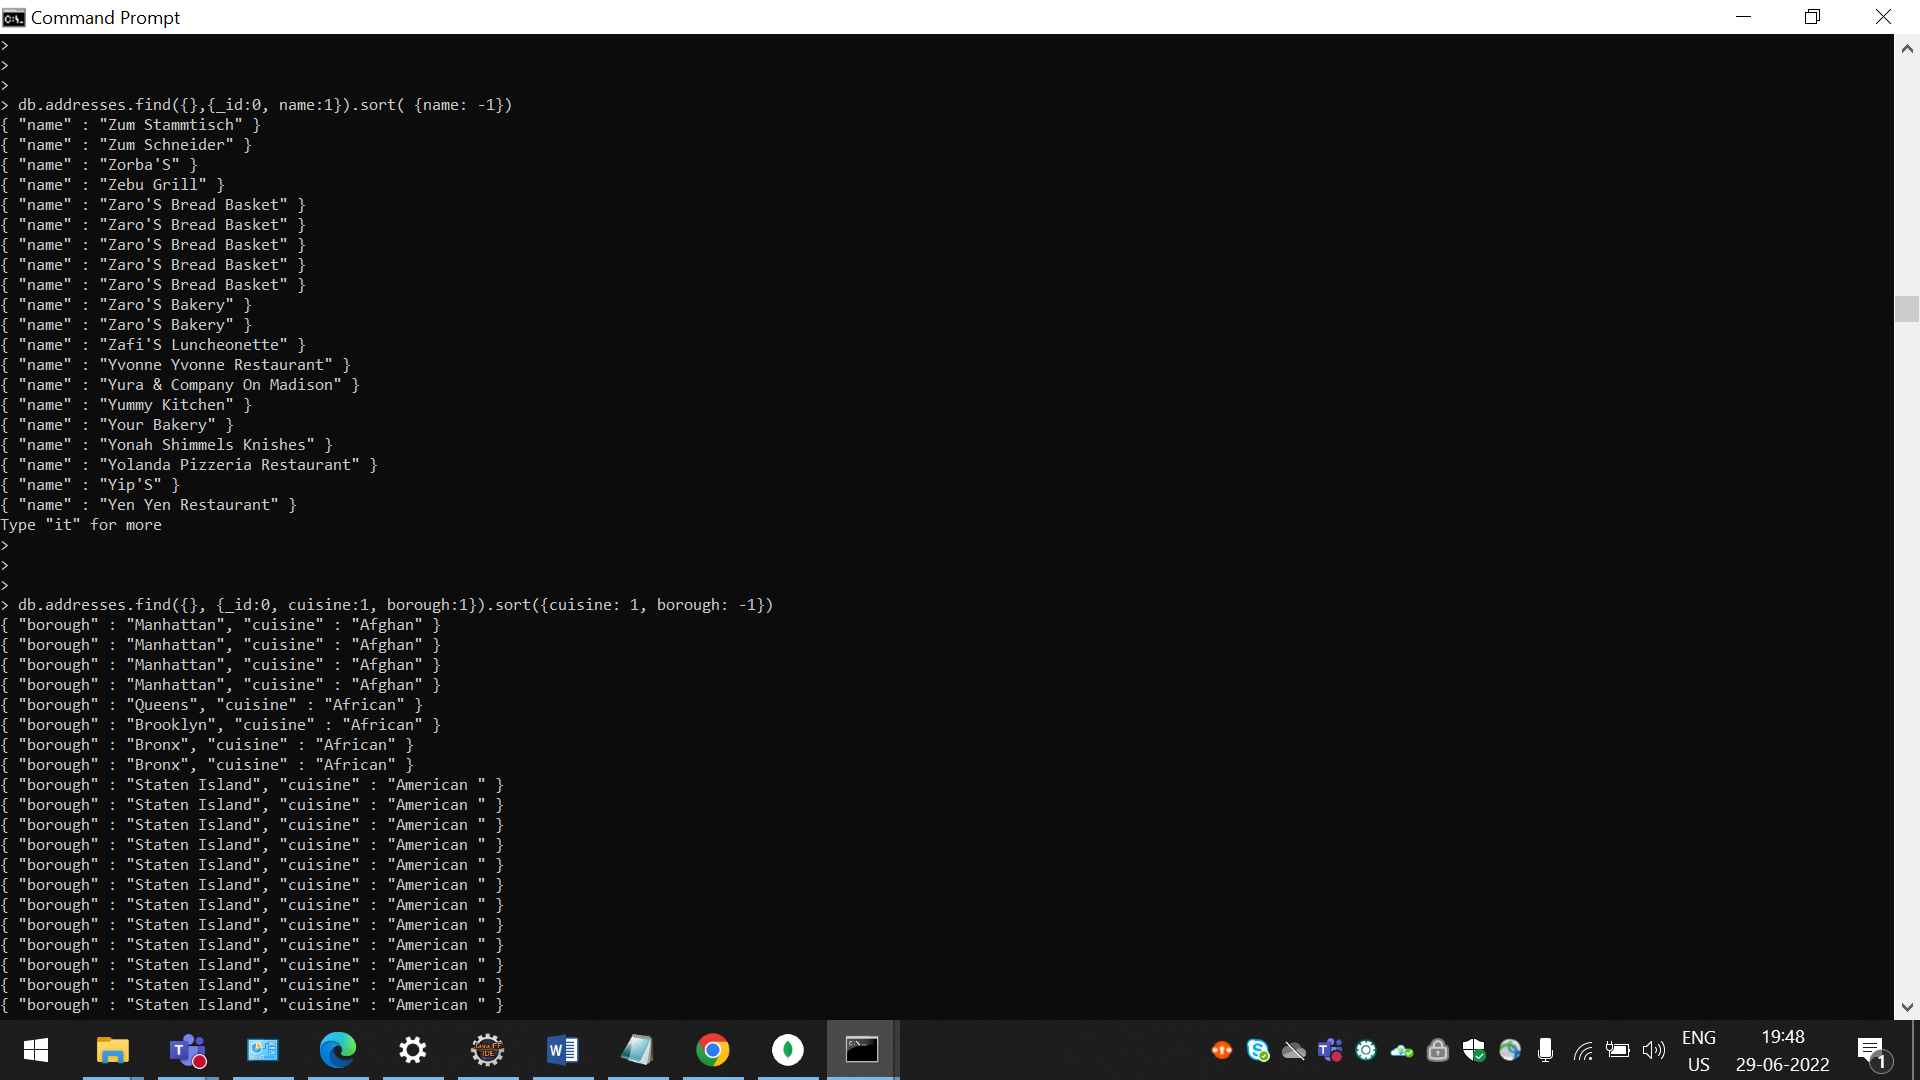 Command Prompt
>
>
>
> db.addresses.find({},{_id:0, name:1}).sort( {name: -1})
{ "name" : "Zum Stammtisch" }
{ "name" : "Zum Schneider" }
{ "name" : "Zorba'S" }
{ "name" : "Zebu Grill" }
{ "name" : "Zaro'S Bread Basket" }
{ "name" : "Zaro'S Bread Basket" }
{ "name" : "Zaro'S Bread Basket" }
{ "name" : "Zaro'S Bread Basket" }
{ "name" : "Zaro'S Bread Basket" }
{ "name" : "Zaro'S Bakery" }
{ "name" : "Zaro'S Bakery" }
{ "name" : "Zafi'S Luncheonette" }
{ "name" : "Yvonne Yvonne Restaurant" }
{ "name" : "Yura & Company On Madison" }
{ "name" : "Yummy Kitchen" }
{ "name" : "Your Bakery" }
{ "name" : "Yonah Shimmels Knishes" }
{ "name" : "Yolanda Pizzeria Restaurant" }
{ "name" : "Yip'S" }
{ "name" : "Yen Yen Restaurant" }
Type "it" for more
>
>
>
> db.addresses.find({}, {_id:0, cuisine:1, borough:1}).sort({cuisine: 1, borough: -1})
{ "borough" : "Manhattan", "cuisine" : "Afghan" }
{ "borough" : "Manhattan", "cuisine" : "Afghan" }
{ "borough" : "Manhattan", "cuisine" : "Afghan" }
{ "borough" : "Manhattan", "cuisine" : "Afghan" }
{ "borough" : "Queens", "cuisine" : "African" }
{ "borough" : "Brooklyn", "cuisine" : "African" }
{ "borough" : "Bronx", "cuisine" : "African" }
{ "borough" : "Bronx", "cuisine" : "African" }
{ "borough" : "Staten Island", "cuisine" : "American " }
{ "borough" : "Staten Island", "cuisine" : "American " }
{ "borough" : "Staten Island", "cuisine" : "American " }
{ "borough" : "Staten Island", "cuisine" : "American " }
{ "borough" : "Staten Island", "cuisine" : "American " }
{ "borough" : "Staten Island", "cuisine" : "American " }
{ "borough" : "Staten Island", "cuisine" : "American " }
{ "borough" : "Staten Island", "cuisine" : "American " }
{ "borough" : "Staten Island", "cuisine" : "American " }
{ "borough" : "Staten Island", "cuisine" : "American " }
{ "borough" : "Staten Island", "cuisine" : "American " }
{ "borough" : "Staten Island", "cuisine" : "American " }
ENG 19:48
US 29-06-2022
1